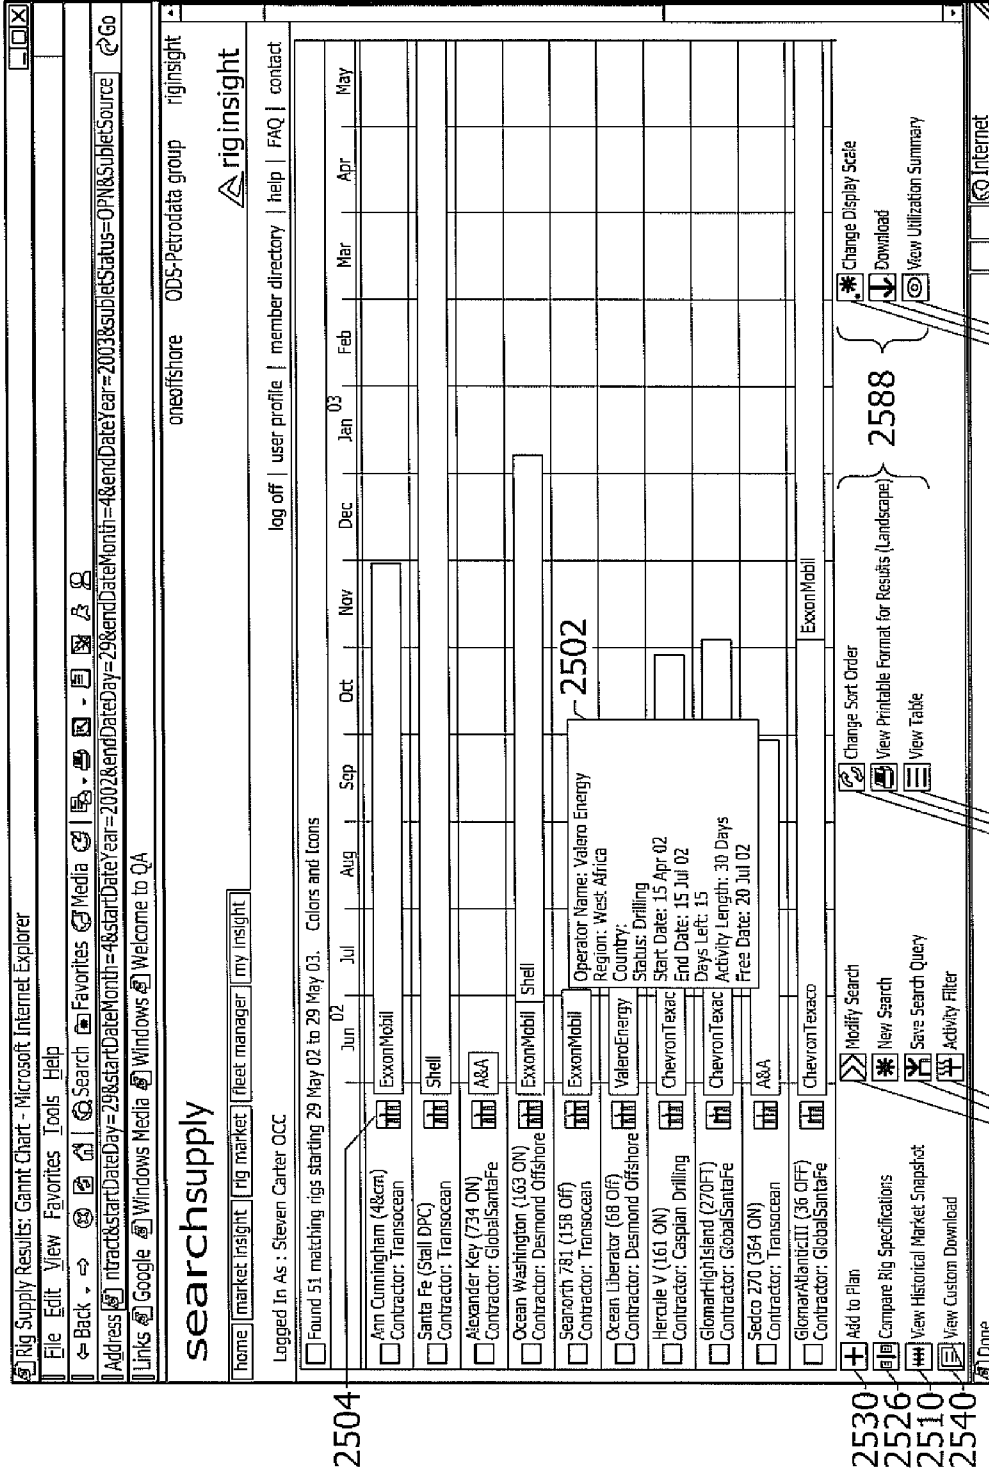 Rig Supply Results: Gannt Chart - Microsoft Internet Explorer
File Edit View Favorites Tools Help
Back Search Favorites Media
Address ntract&startDateDay=29&startDateMonth=4&startDateYear=2002&endDateDay=29&endDateMonth=4&endDateYear=2003&subletStatus=OPN&SubletSource Go
Links Google Windows Media Windows Welcome to QA
oneoffshore ODS-Petrodata group riginsight
searchsupply
riginsight
home market insight rig market fleet manager my insight
log off | user profile | member directory | help | FAQ | contact
Logged In As : Steven Carter OCC
Found 51 matching rigs starting 29 May 02 to 29 May 03. Colors and Icons
02 03
Jun Jul Aug Sep Oct Nov Dec Jan Feb Mar Apr May
2504
Ann Cunningham (4&crn)
Contractor: Transocean
ExxonMobil
Santa Fe (Stall DPC)
Contractor: Transocean
Shell
Alexander Key (734 ON)
Contractor: GlobalSantaFe
A&A
Ocean Washington (163 ON)
Contractor: Desmond Offshore
ExxonMobil Shell
Seanorth 781 (158 Off)
Contractor: Transocean
ExxonMobil
Ocean Liberator (68 Off)
Contractor: Desmond Offshore
ValeroEnergy
Hercule V (161 ON)
Contractor: Caspian Drilling
ChevronTexac
GlomarHighIsland (270FT)
Contractor: GlobalSantaFe
ChevronTexac
Sedco 270 (364 ON)
Contractor: Transocean
A&A
GlomarAtlanticIII (36 OFF)
Contractor: GlobalSantaFe
ChevronTexaco ExxonMobil
2502
Operator Name: Valero Energy
Region: West Africa
Country:
Status: Drilling
Start Date: 15 Apr 02
End Date: 15 Jul 02
Days Left: 15
Activity Length: 30 Days
Free Date: 20 Jul 02
2530 Add to Plan
2526 Compare Rig Specifications
2510 View Historical Market Snapshot
2540 View Custom Download
Modify Search
New Search
Save Search Query
Activity Filter
Change Sort Order
View Printable Format for Results (Landscape)
View Table
2588
Change Display Scale
Download
View Utilization Summary
Done Internet